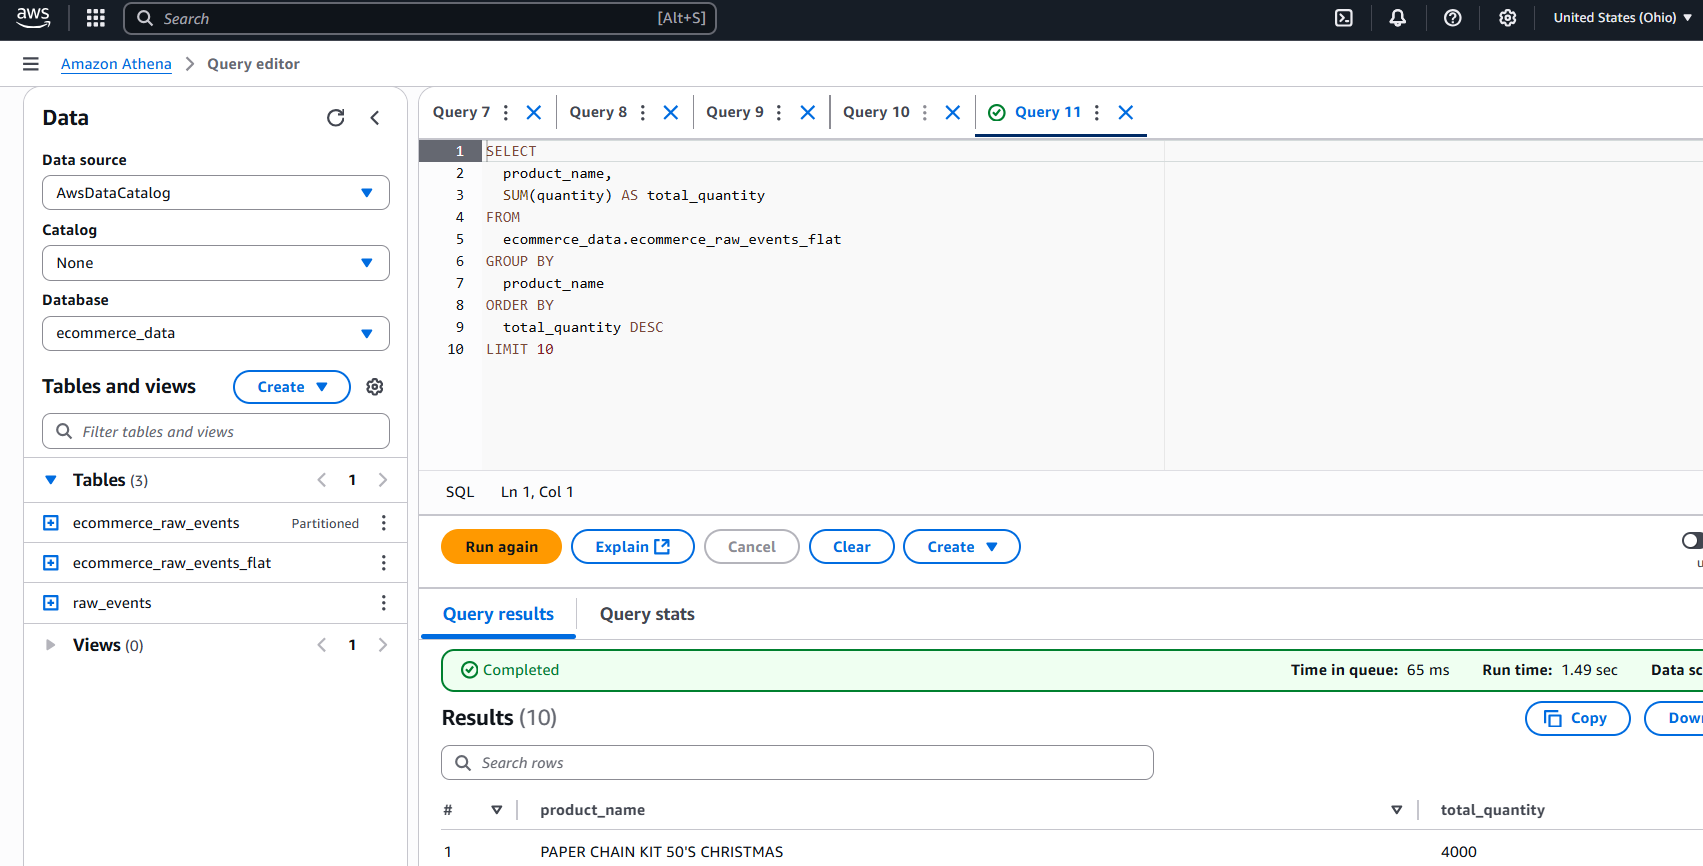 aws
Search
[Alt+S]
United States (Ohio)
Amazon Athena
Query editor
Data
Data source
AwsDataCatalog
Catalog
None
Database
ecommerce_data
Tables and views
Create
Filter tables and views
Tables (3)
1
ecommerce_raw_events
Partitioned
ecommerce_raw_events_flat
raw_events
Views (0)
1
Query 7
Query 8
Query 9
Query 10
Query 11
1 SELECT
2 product_name,
3 SUM(quantity) AS total_quantity
4 FROM
5 ecommerce_data.ecommerce_raw_events_flat
6 GROUP BY
7 product_name
8 ORDER BY
9 total_quantity DESC
10 LIMIT 10
SQL
Ln 1, Col 1
Run again
Explain
Cancel
Clear
Create
u
Query results
Query stats
Completed
Time in queue: 65 ms
Run time: 1.49 sec
Data sc
Results (10)
Copy
Dow
Search rows
#
product_name
total_quantity
1
PAPER CHAIN KIT 50'S CHRISTMAS
4000